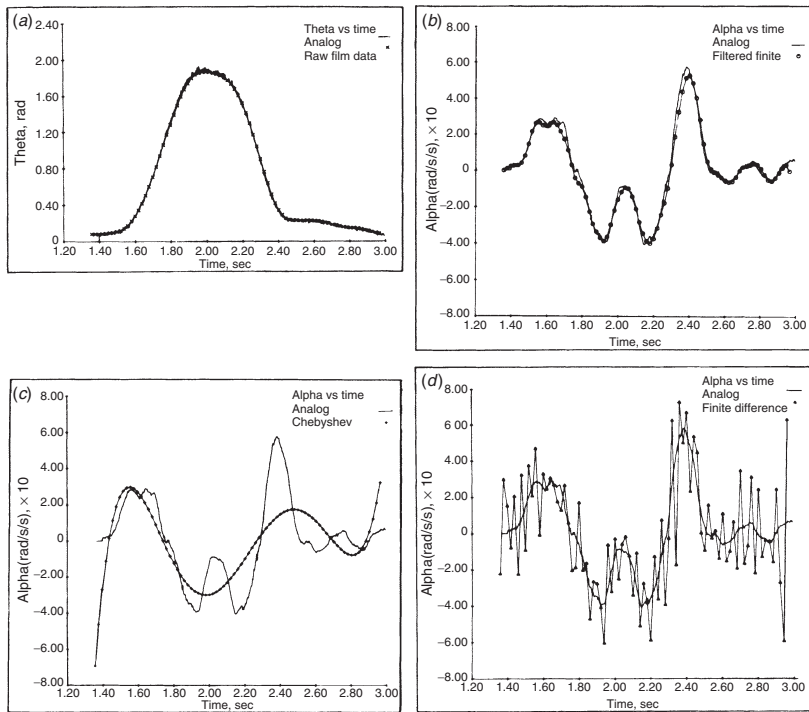 (a)
Theta vs time
Analog
Raw film data
Theta, rad
2.00
1.60
1.20
0.80
0.40
0
1.20 1.40 1.60 1.80 2.00 2.20 2.40 2.60 2.80 3.00
Time, sec
(b)
Alpha vs time
Analog
Filtered finite
Alpha(rad/s/s), × 10
8.00
6.00
4.00
2.00
0
−2.00
−4.00
−6.00
−8.00
1.20 1.40 1.60 1.80 2.00 2.20 2.40 2.60 2.80 3.00
Time, sec
(c)
Alpha vs time
Analog
Chebyshev
Alpha(rad/s/s), × 10
8.00
6.00
4.00
2.00
0
−2.00
−4.00
−6.00
−8.00
1.20 1.40 1.60 1.80 2.00 2.20 2.40 2.60 2.80 3.00
Time, sec
(d)
Alpha vs time
Analog
Finite difference
Alpha(rad/s/s), × 10
8.00
6.00
4.00
2.00
0
−2.00
−4.00
−6.00
−8.00
1.20 1.40 1.60 1.80 2.00 2.20 2.40 2.60 2.80 3.00
Time, sec